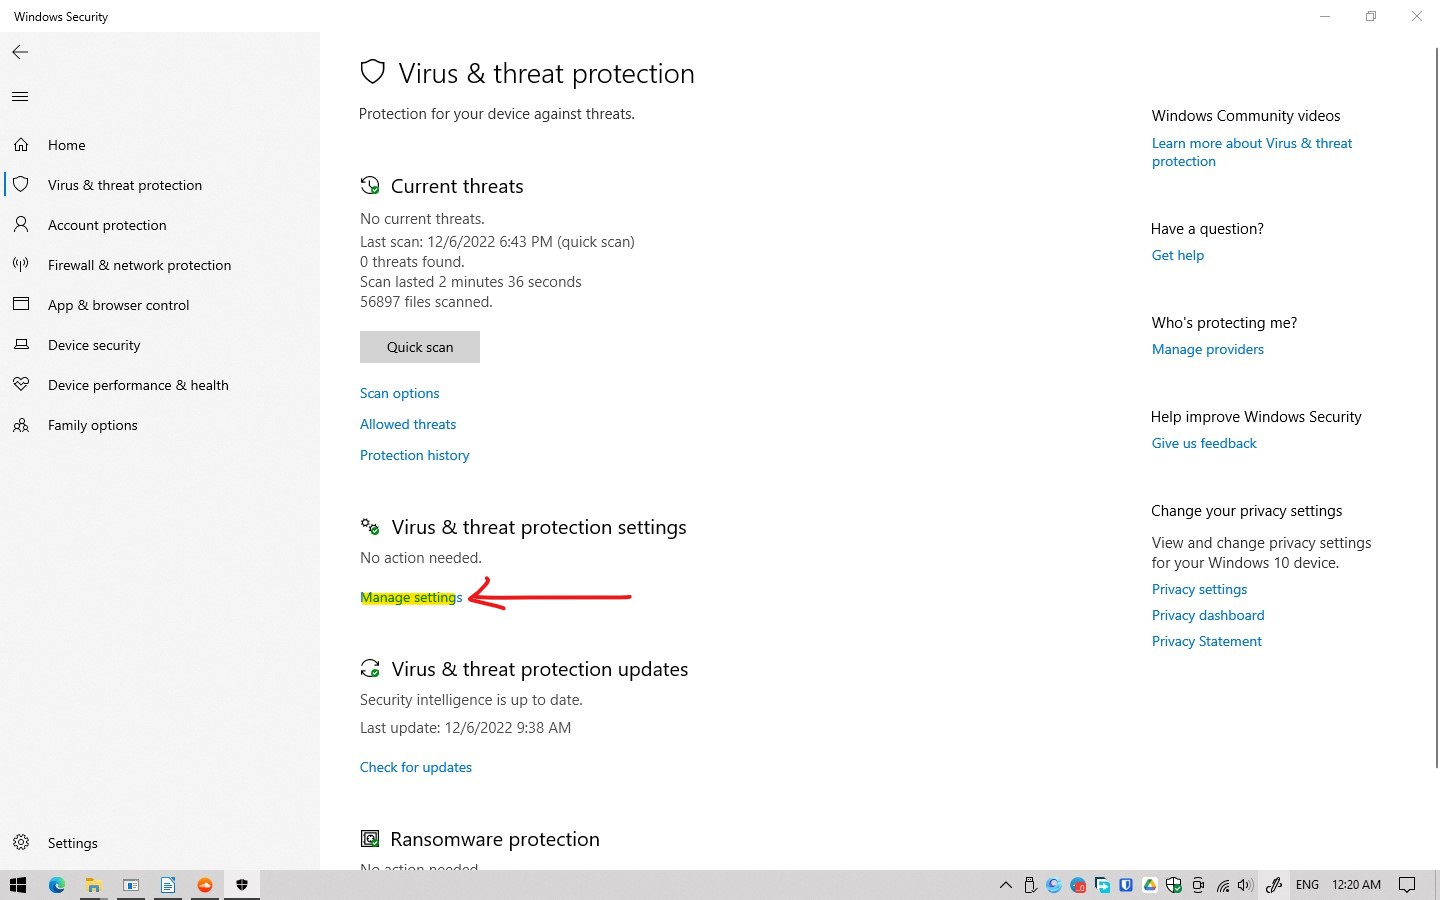 Windows Security
Home
Virus & threat protection
Account protection
Firewall & network protection
App & browser control
Device security
Device performance & health
Family options
Settings
Virus & threat protection
Protection for your device against threats.
Current threats
No current threats.
Last scan: 12/6/2022 6:43 PM (quick scan)
0 threats found.
Scan lasted 2 minutes 36 seconds
56897 files scanned.
Quick scan
Scan options
Allowed threats
Protection history
Virus & threat protection settings
No action needed.
Manage settings
Virus & threat protection updates
Security intelligence is up to date.
Last update: 12/6/2022 9:38 AM
Check for updates
Ransomware protection
No action needed.
Windows Community videos
Learn more about Virus & threat
protection
Have a question?
Get help
Who's protecting me?
Manage providers
Help improve Windows Security
Give us feedback
Change your privacy settings
View and change privacy settings
for your Windows 10 device.
Privacy settings
Privacy dashboard
Privacy Statement
ENG 12:20 AM